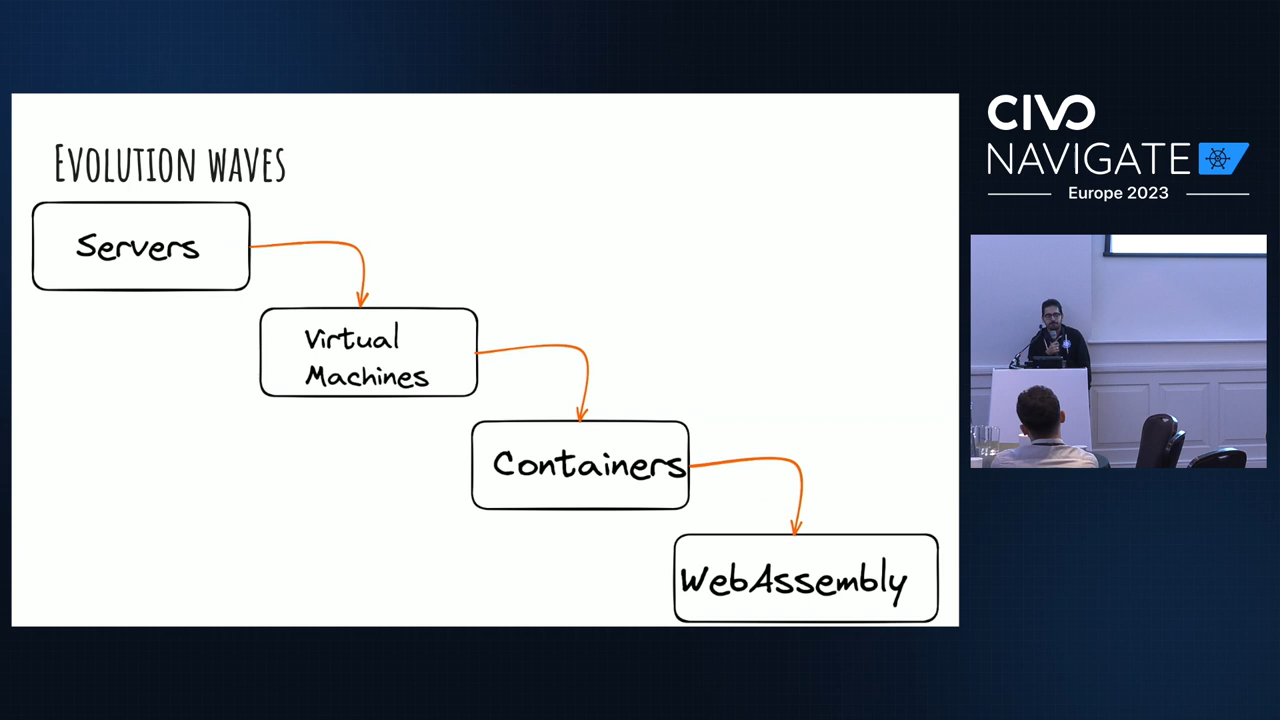 EVOLUTION WAVES
Servers
Virtual
Machines
Containers
WebAssembly
CIVO
NAVIGATE
Europe 2023